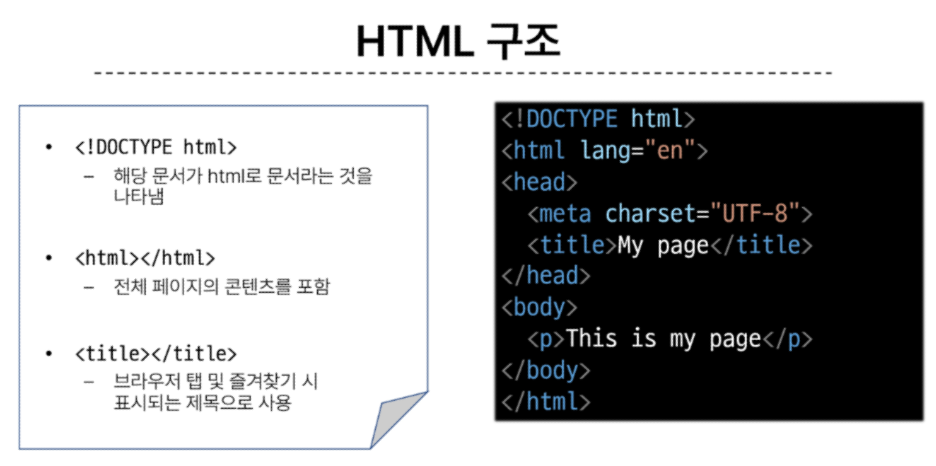 HTML 구조
• <!DOCTYPE html>
– 해당 문서가 html로 문서라는 것을
나타냄
• <html></html>
– 전체 페이지의 콘텐츠를 포함
• <title></title>
– 브라우저 탭 및 즐겨찾기 시
표시되는 제목으로 사용
<!DOCTYPE html>
<html lang="en">
<head>
  <meta charset="UTF-8">
  <title>My page</title>
</head>
<body>
  <p>This is my page</p>
</body>
</html>